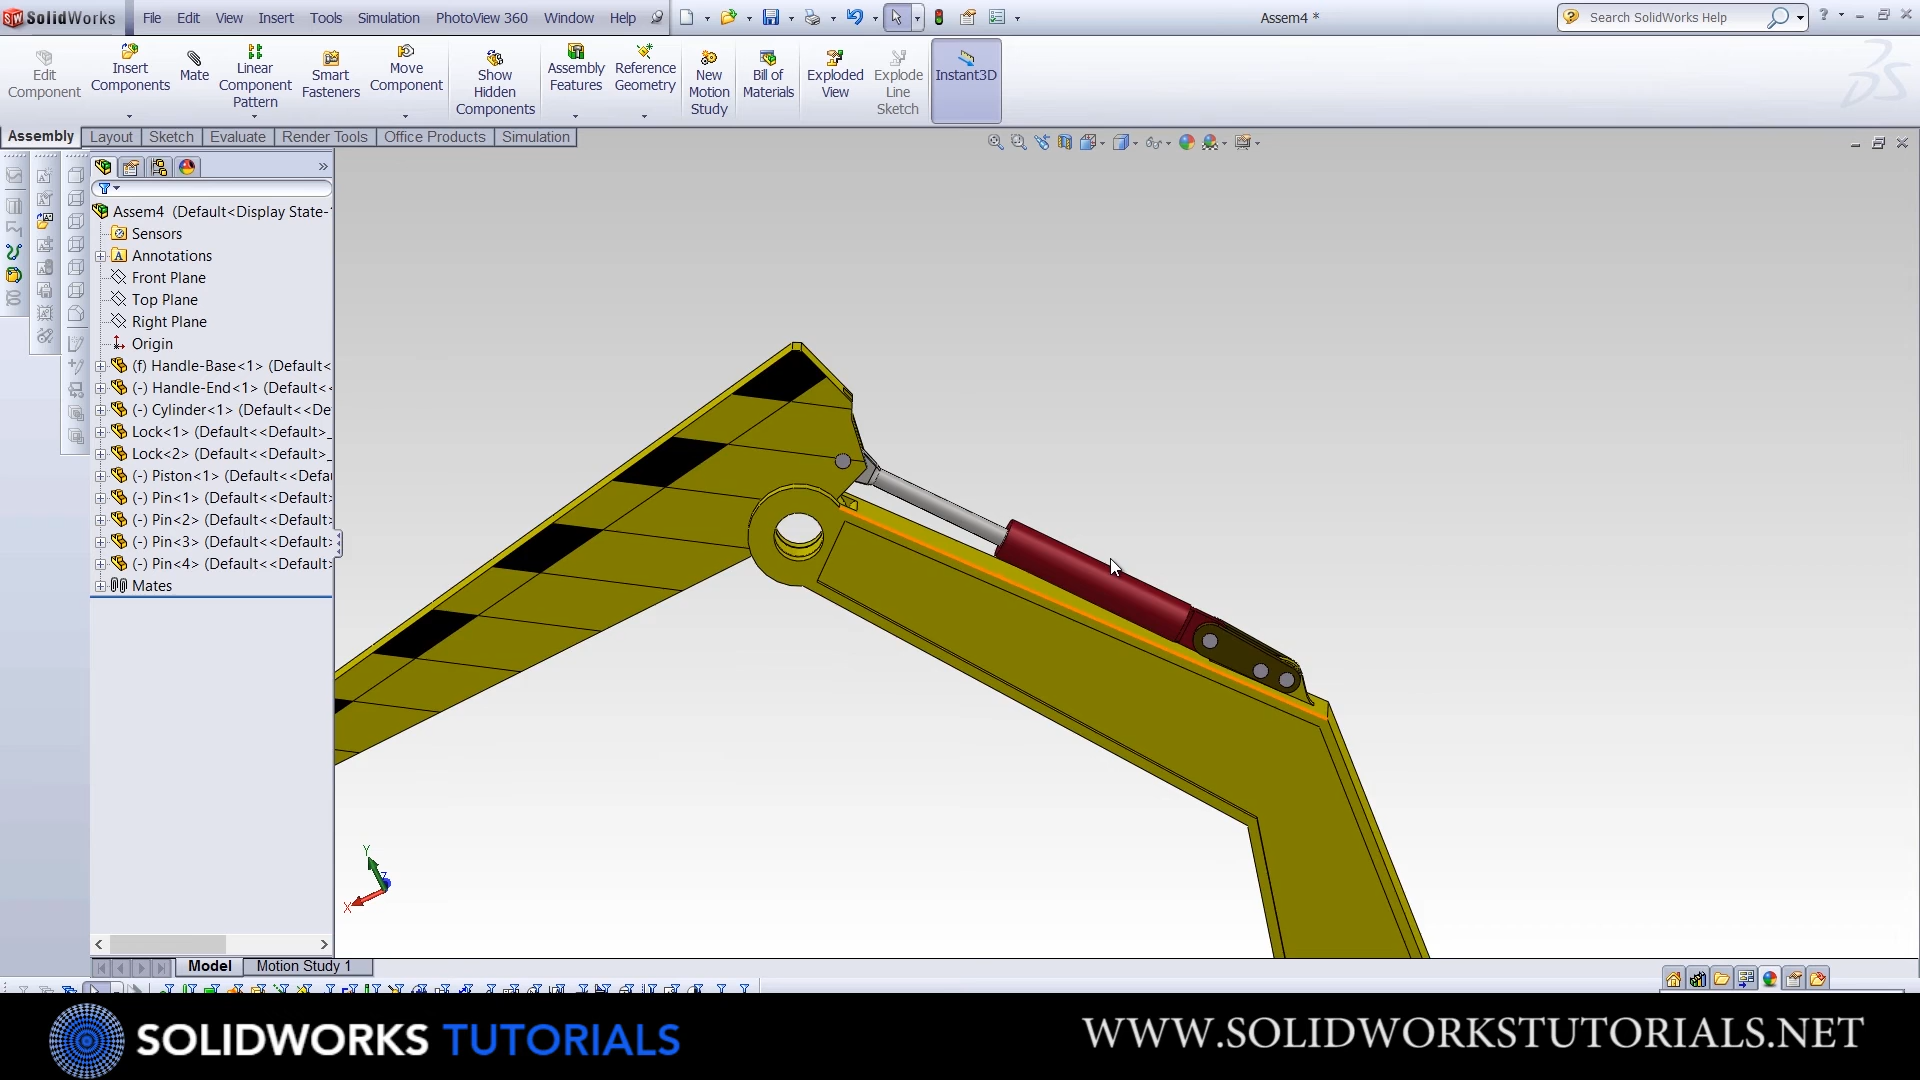 SolidWorks File Edit View Insert Tools Simulation PhotoView 360 Window Help Assem4 * Search SolidWorks Help ?
Edit Component
Insert Components
Mate
Linear Component Pattern
Smart Fasteners
Move Component
Show Hidden Components
Assembly Features
Reference Geometry
New Motion Study
Bill of Materials
Exploded View
Explode Line Sketch
Instant3D
Assembly Layout Sketch Evaluate Render Tools Office Products Simulation
Assem4 (Default<Display State-
Sensors
Annotations
Front Plane
Top Plane
Right Plane
Origin
(f) Handle-Base<1> (Default<
(-) Handle-End<1> (Default<
(-) Cylinder<1> (Default<<De
Lock<1> (Default<<Default>_
Lock<2> (Default<<Default>_
(-) Piston<1> (Default<<Defa
(-) Pin<1> (Default<<Default>
(-) Pin<2> (Default<<Default>
(-) Pin<3> (Default<<Default>
(-) Pin<4> (Default<<Default>
Mates
Y
Z
X
Model Motion Study 1
SOLIDWORKS TUTORIALS
WWW.SOLIDWORKSTUTORIALS.NET